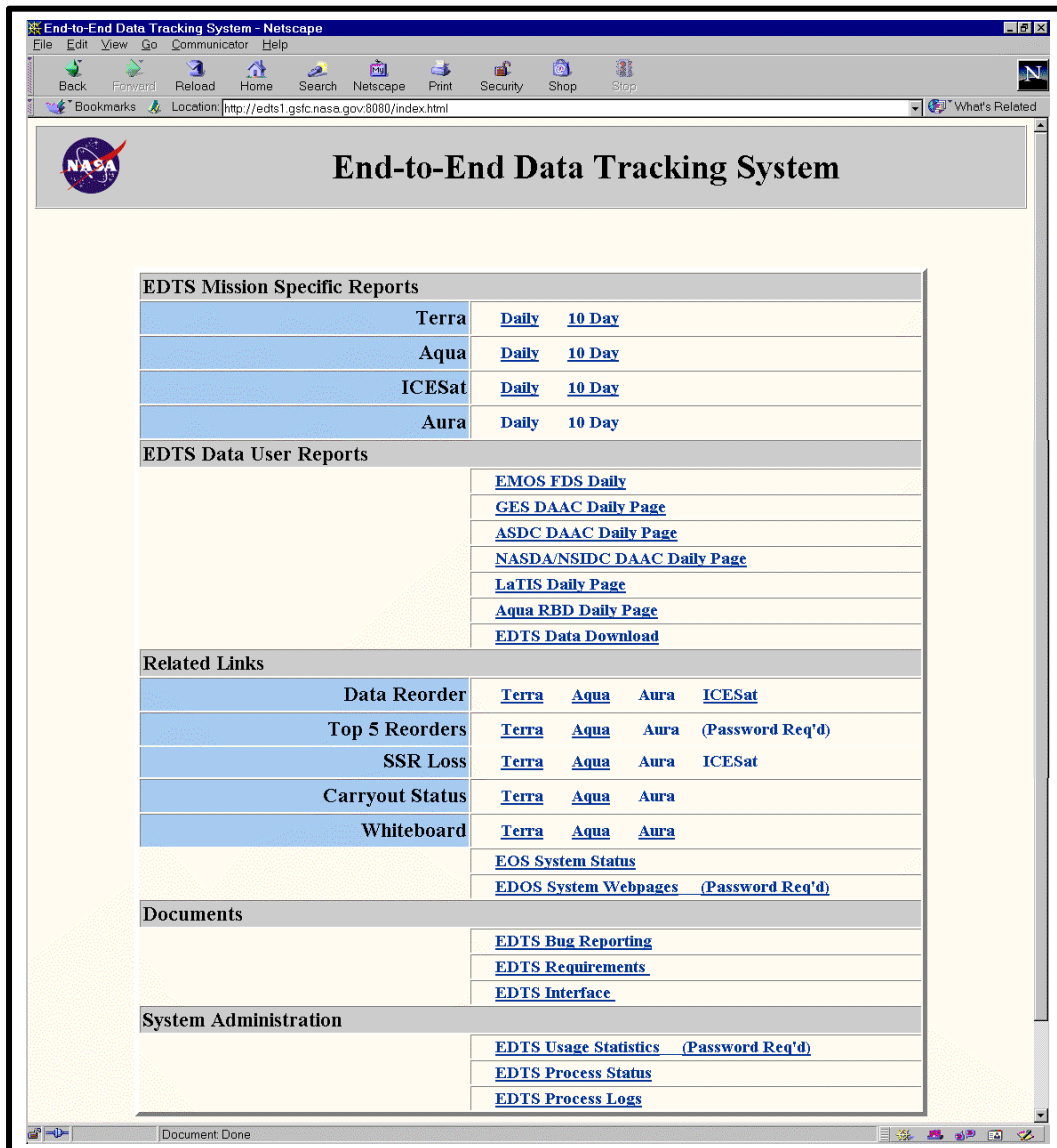 End-to-End Data Tracking System - Netscape
File Edit View Go Communicator Help
Back Forward Reload Home Search Netscape Print Security Shop Stop
Bookmarks Location: http://edts1.gsfc.nasa.gov:8080/index.html What's Related
NASA End-to-End Data Tracking System
EDTS Mission Specific Reports
Terra Daily 10 Day
Aqua Daily 10 Day
ICESat Daily 10 Day
Aura Daily 10 Day
EDTS Data User Reports
EMOS FDS Daily
GES DAAC Daily Page
ASDC DAAC Daily Page
NASDA/NSIDC DAAC Daily Page
LaTIS Daily Page
Aqua RBD Daily Page
EDTS Data Download
Related Links
Data Reorder Terra Aqua Aura ICESat
Top 5 Reorders Terra Aqua Aura (Password Req'd)
SSR Loss Terra Aqua Aura ICESat
Carryout Status Terra Aqua Aura
Whiteboard Terra Aqua Aura
EOS System Status
EDOS System Webpages (Password Req'd)
Documents
EDTS Bug Reporting
EDTS Requirements
EDTS Interface
System Administration
EDTS Usage Statistics (Password Req'd)
EDTS Process Status
EDTS Process Logs
Document: Done